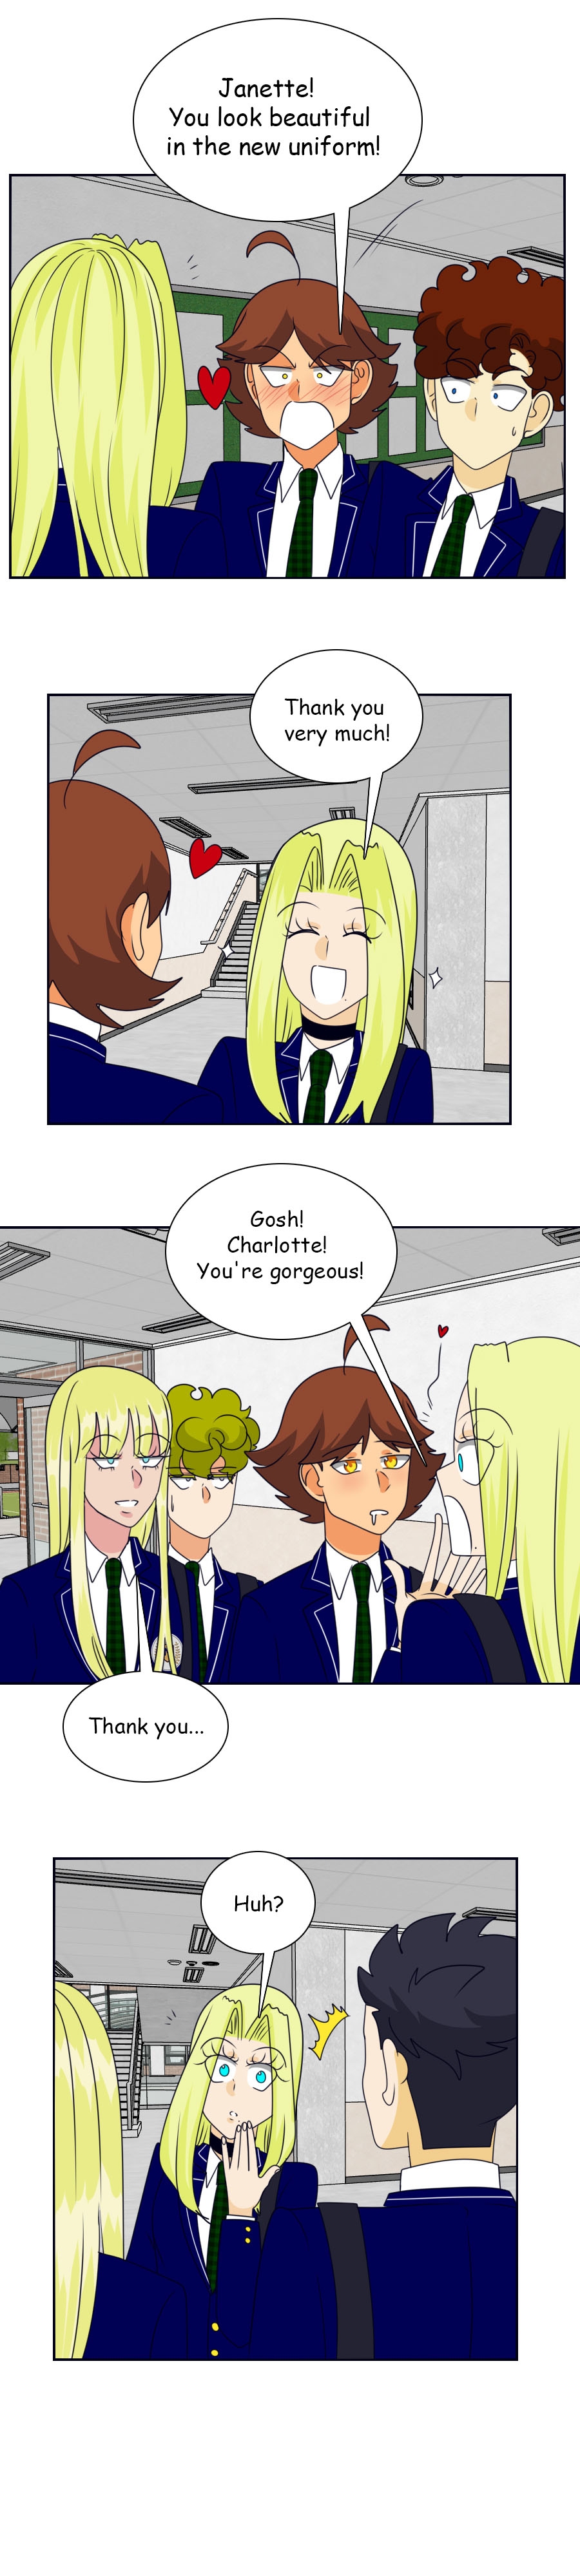 Janette!
You look beautiful
in the new uniform!
Thank you
very much!
Gosh!
Charlotte!
You're gorgeous!
Thank you...
Huh?